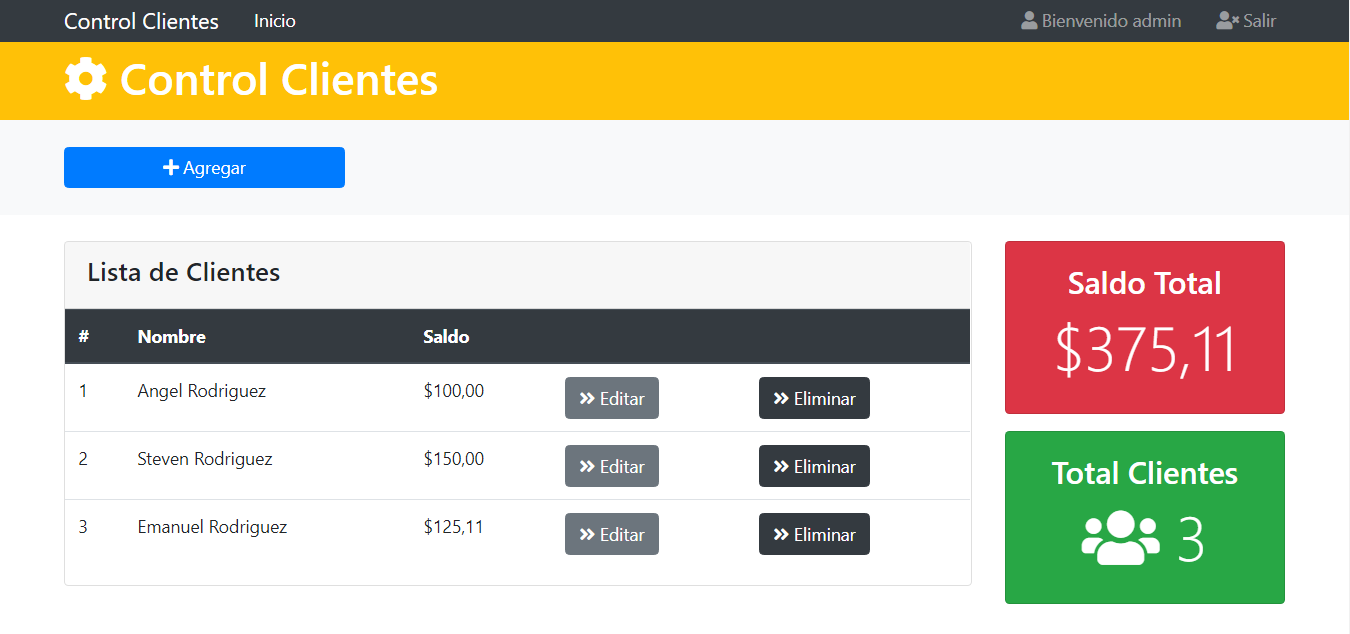 Control Clientes Inicio Bienvenido admin Salir
Control Clientes
Agregar
Lista de Clientes
# Nombre Saldo
1 Angel Rodriguez $100,00 Editar Eliminar
2 Steven Rodriguez $150,00 Editar Eliminar
3 Emanuel Rodriguez $125,11 Editar Eliminar
Saldo Total
$375,11
Total Clientes
3